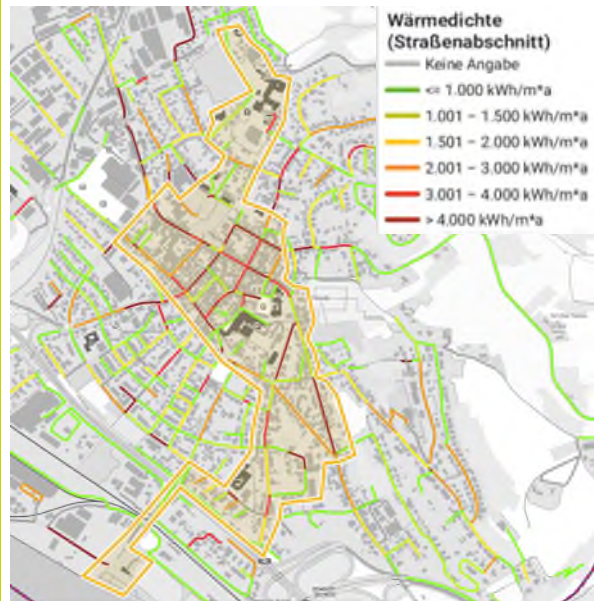 Wärmedichte
(Straßenabschnitt)
Keine Angabe
<= 1.000 kWh/m*a
1.001 – 1.500 kWh/m*a
1.501 – 2.000 kWh/m*a
2.001 – 3.000 kWh/m*a
3.001 – 4.000 kWh/m*a
> 4.000 kWh/m*a